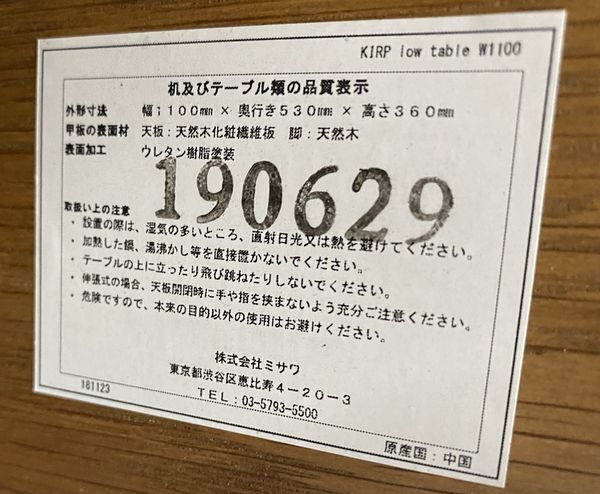 KIRP low table W1100
机及びテーブル類の品質表示
外形寸法 幅1100mm × 奥行き530mm × 高さ360mm
甲板の表面材 天板：天然木化粧繊維板 脚：天然木
表面加工 ウレタン樹脂塗装
190629
取扱い上の注意
・ 設置の際は、湿気の多いところ、直射日光又は熱を避けてください。
・ 加熱した鍋、湯沸かし等を直接置かないでください。
・ テーブルの上に立ったり飛び跳ねたりしないでください。
・ 伸張式の場合、天板開閉時に手や指を挟まないよう充分ご注意ください。
・ 危険ですので、本来の目的以外の使用はお避けください。
株式会社ミサワ
東京都渋谷区恵比寿4－20－3
TEL：03-5793-5500
181123
原産国：中国